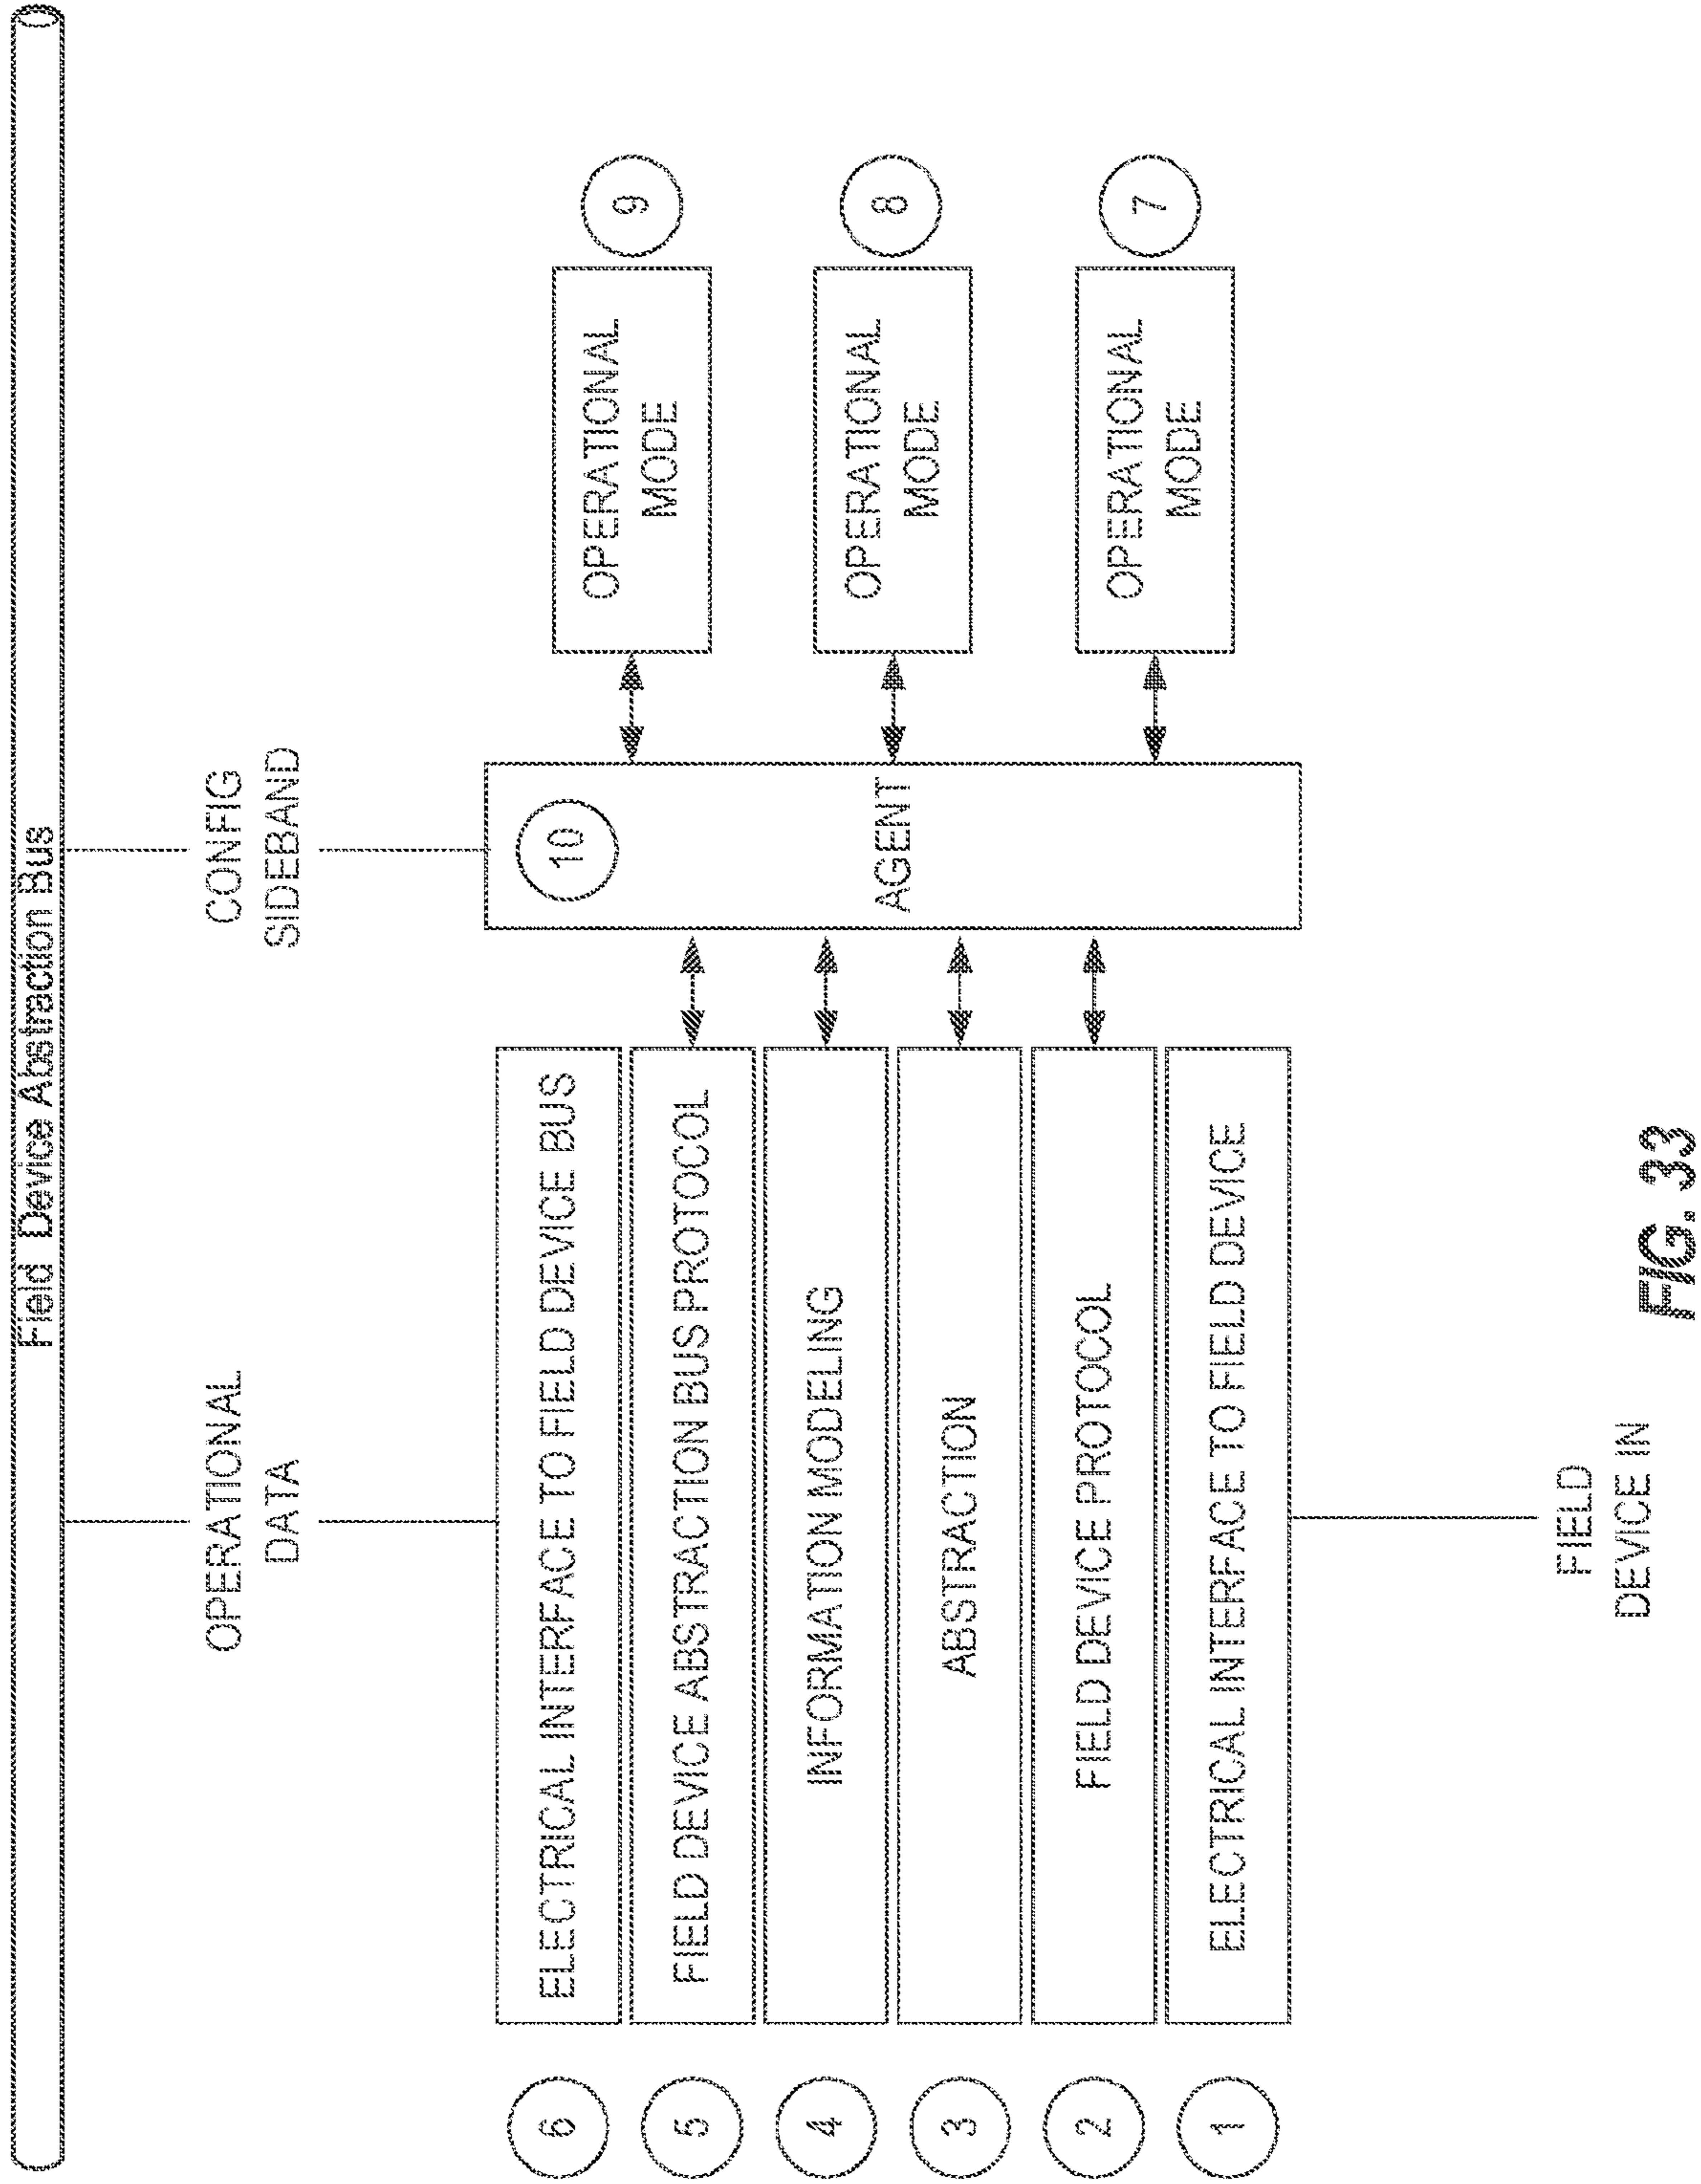 Field Device Abstraction Bus
OPERATIONAL
DATA
CONFIG
SIDEBAND
6
ELECTRICAL INTERFACE TO FIELD DEVICE BUS
5
FIELD DEVICE ABSTRACTION BUS PROTOCOL
4
INFORMATION MODELING
3
ABSTRACTION
2
FIELD DEVICE PROTOCOL
1
ELECTRICAL INTERFACE TO FIELD DEVICE
10
AGENT
OPERATIONAL
MODE
9
OPERATIONAL
MODE
8
OPERATIONAL
MODE
7
FIELD
DEVICE IN
FIG. 33